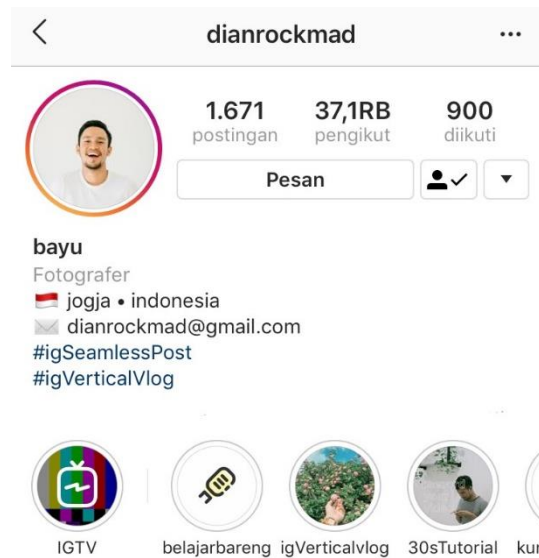 dianrockmad
1.671 37,1RB 900
postingan pengikut diikuti
Pesan
bayu
Fotografer
jogja • indonesia
dianrockmad@gmail.com
#igSeamlessPost
#igVerticalVlog
IGTV belajarbareng igVerticalvlog 30sTutorial